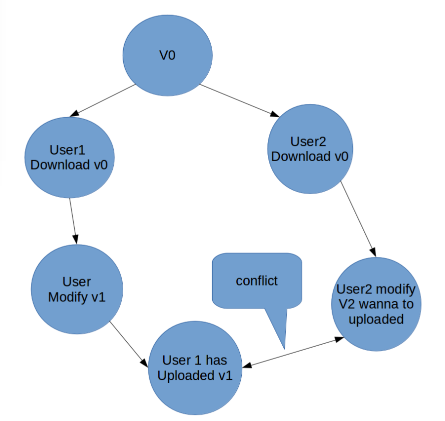 V0
User1
Download v0
User2
Download v0
User
Modify v1
conflict
User2 modify
V2 wanna to
uploaded
User 1 has
Uploaded v1